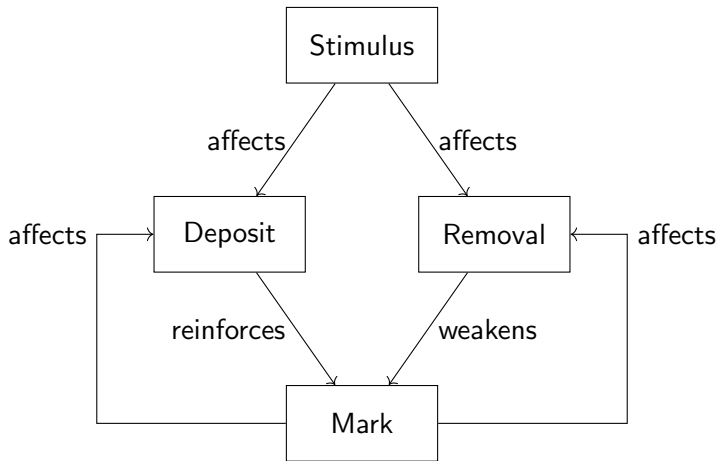 Stimulus
affects
affects
affects
Deposit
Removal
affects
reinforces
weakens
Mark